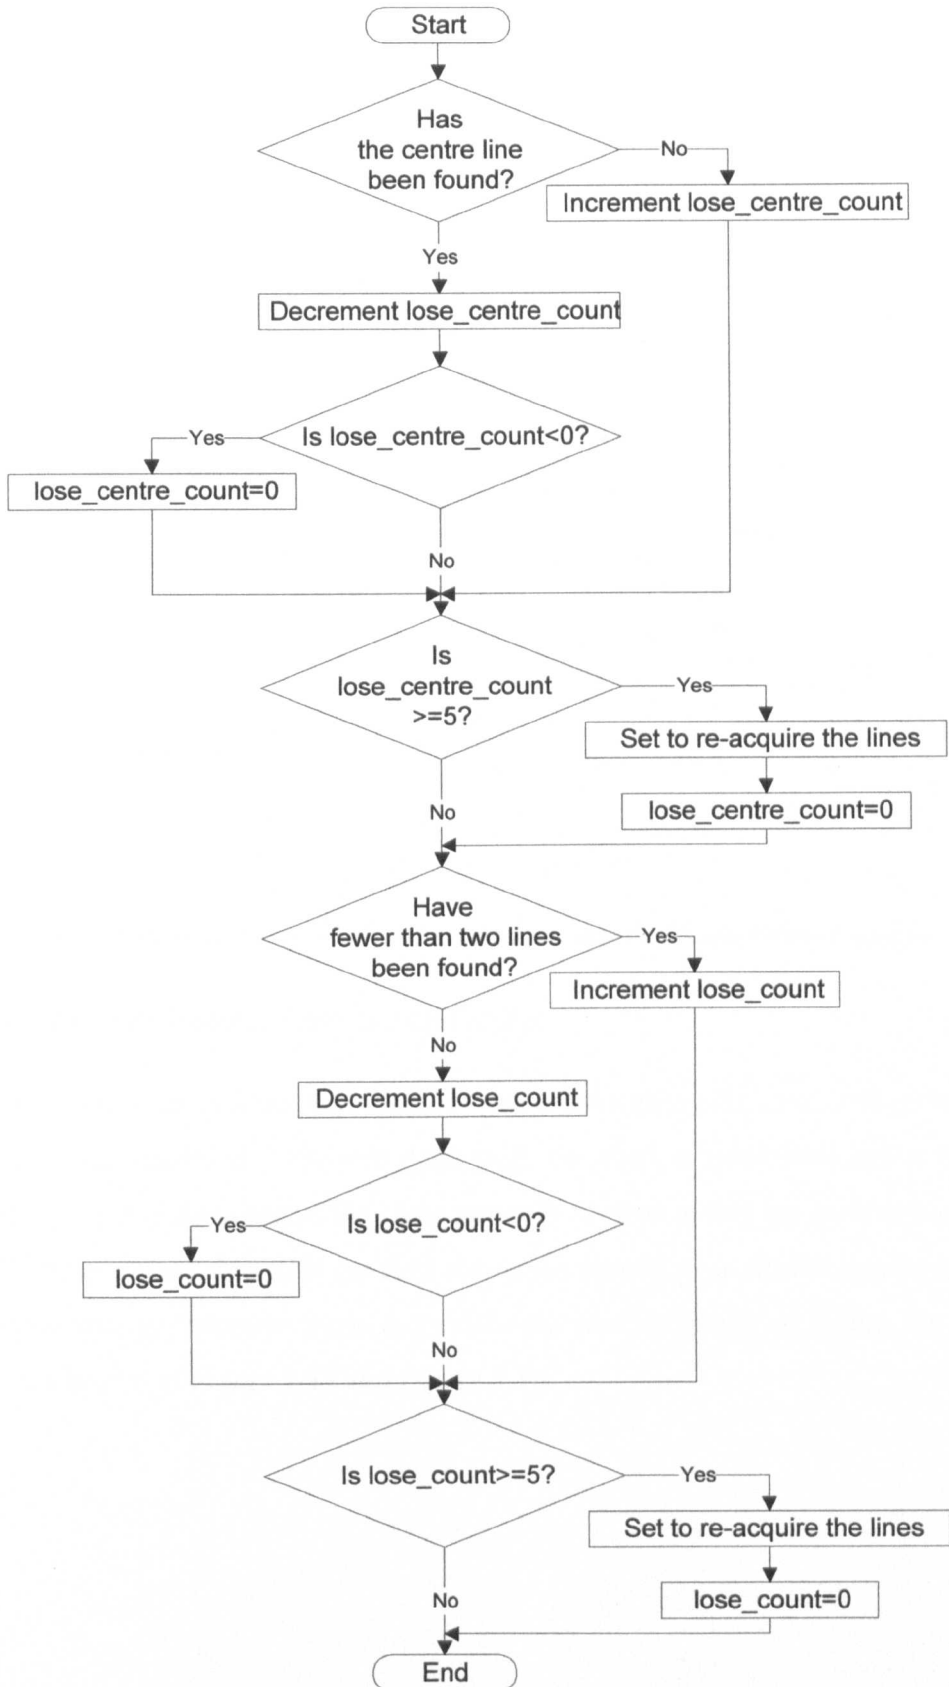 Start
Has
the centre line
been found?
No
Increment lose_centre_count
Yes
Decrement lose_centre_count
Is lose_centre_count<0?
Yes
lose_centre_count=0
No
Is
lose_centre_count
>=5?
Yes
Set to re-acquire the lines
lose_centre_count=0
No
Have
fewer than two lines
been found?
Yes
Increment lose_count
No
Decrement lose_count
Is lose_count<0?
Yes
lose_count=0
No
Is lose_count>=5?
Yes
Set to re-acquire the lines
lose_count=0
No
End